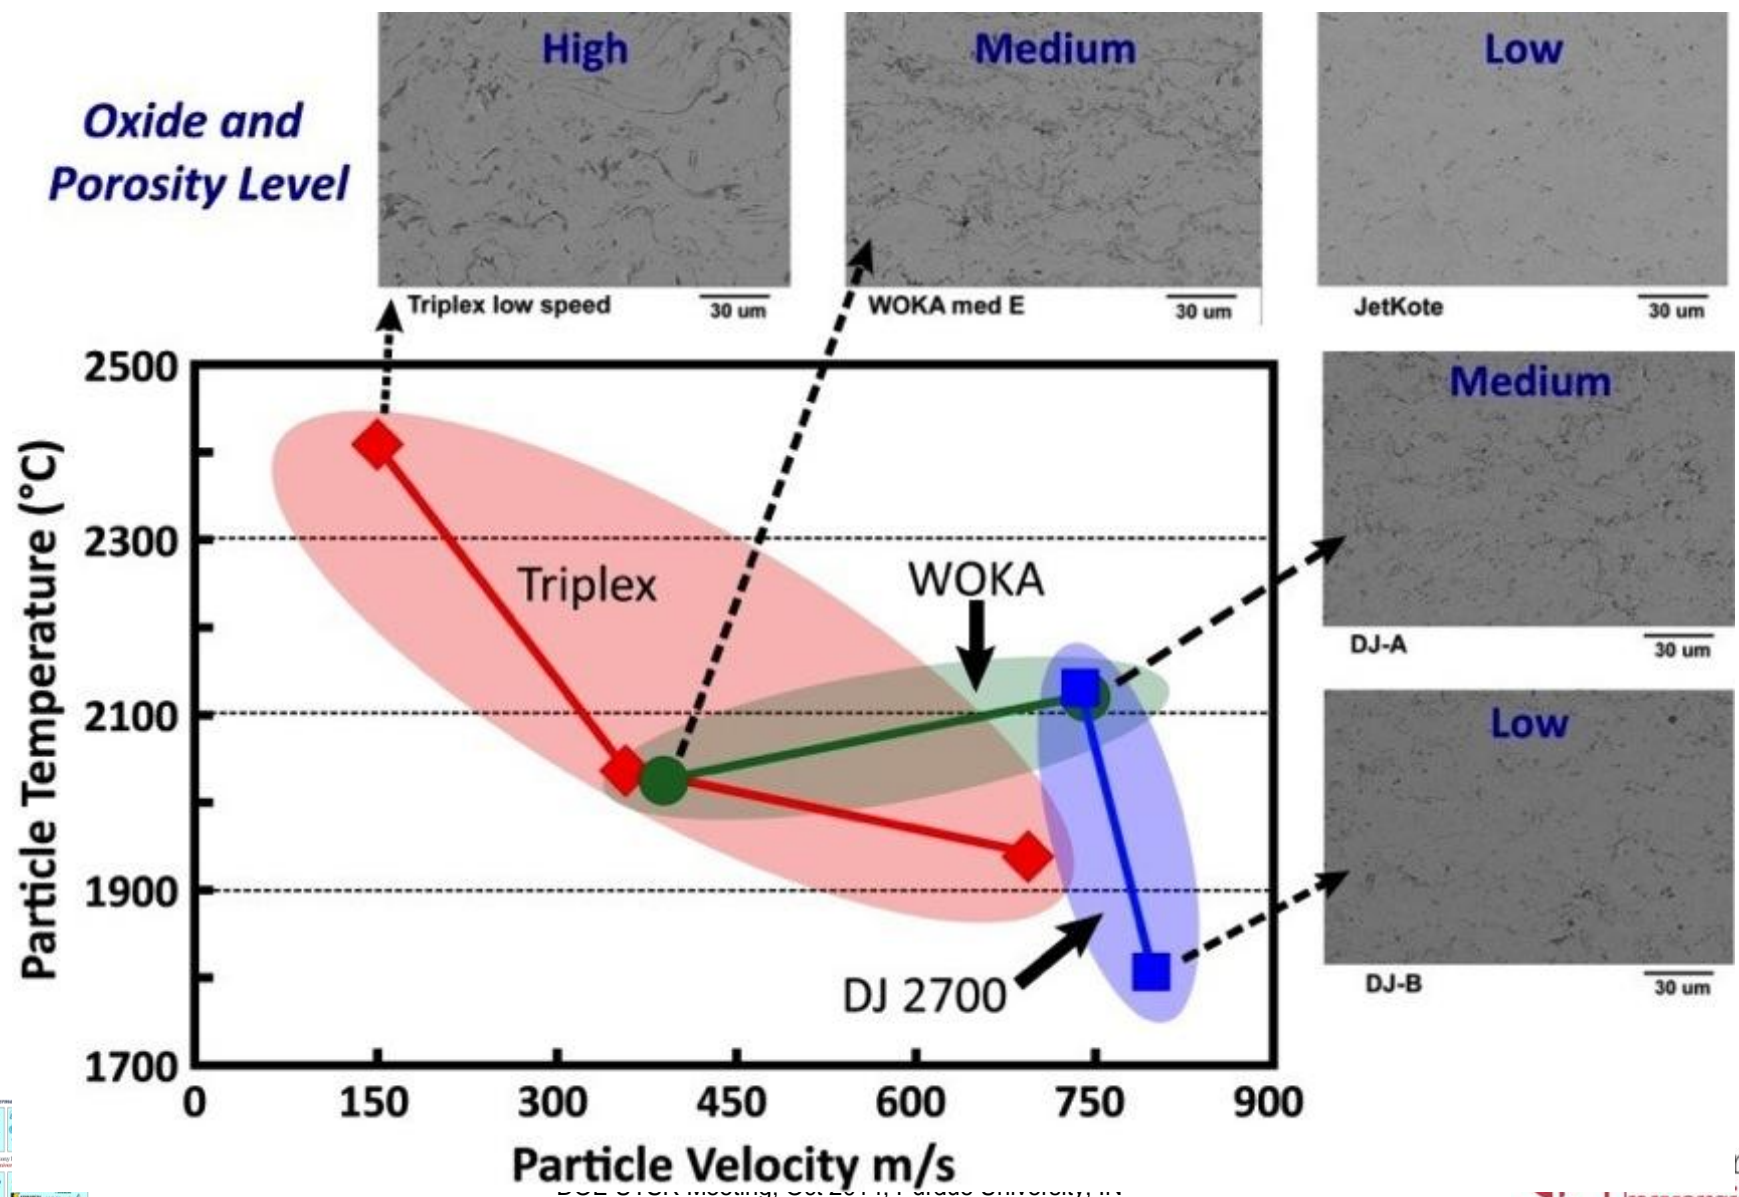 High
Medium
Low
Oxide and
Porosity Level
Triplex low speed
30 um
WOKA med E
30 um
JetKote
30 um
2500
2300
2100
1900
1700
Particle Temperature (°C)
Triplex
WOKA
DJ 2700
Medium
DJ-A
30 um
Low
DJ-B
30 um
0
150
300
450
600
750
900
Particle Velocity m/s